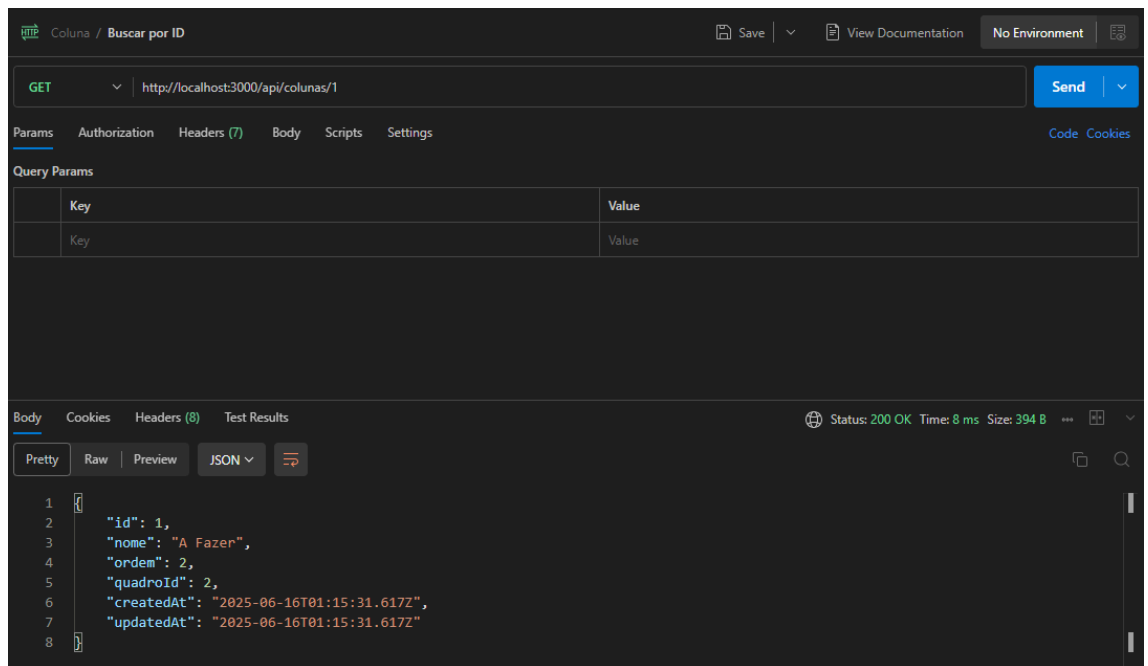 HTTP Coluna / Buscar por ID Save View Documentation No Environment
GET http://localhost:3000/api/colunas/1 Send
Params Authorization Headers (7) Body Scripts Settings Code Cookies
Query Params
Key Value
Key Value
Body Cookies Headers (8) Test Results Status: 200 OK Time: 8 ms Size: 394 B
Pretty Raw Preview JSON
1 {
2 "id": 1,
3 "nome": "A Fazer",
4 "ordem": 2,
5 "quadroId": 2,
6 "createdAt": "2025-06-16T01:15:31.617Z",
7 "updatedAt": "2025-06-16T01:15:31.617Z"
8 }